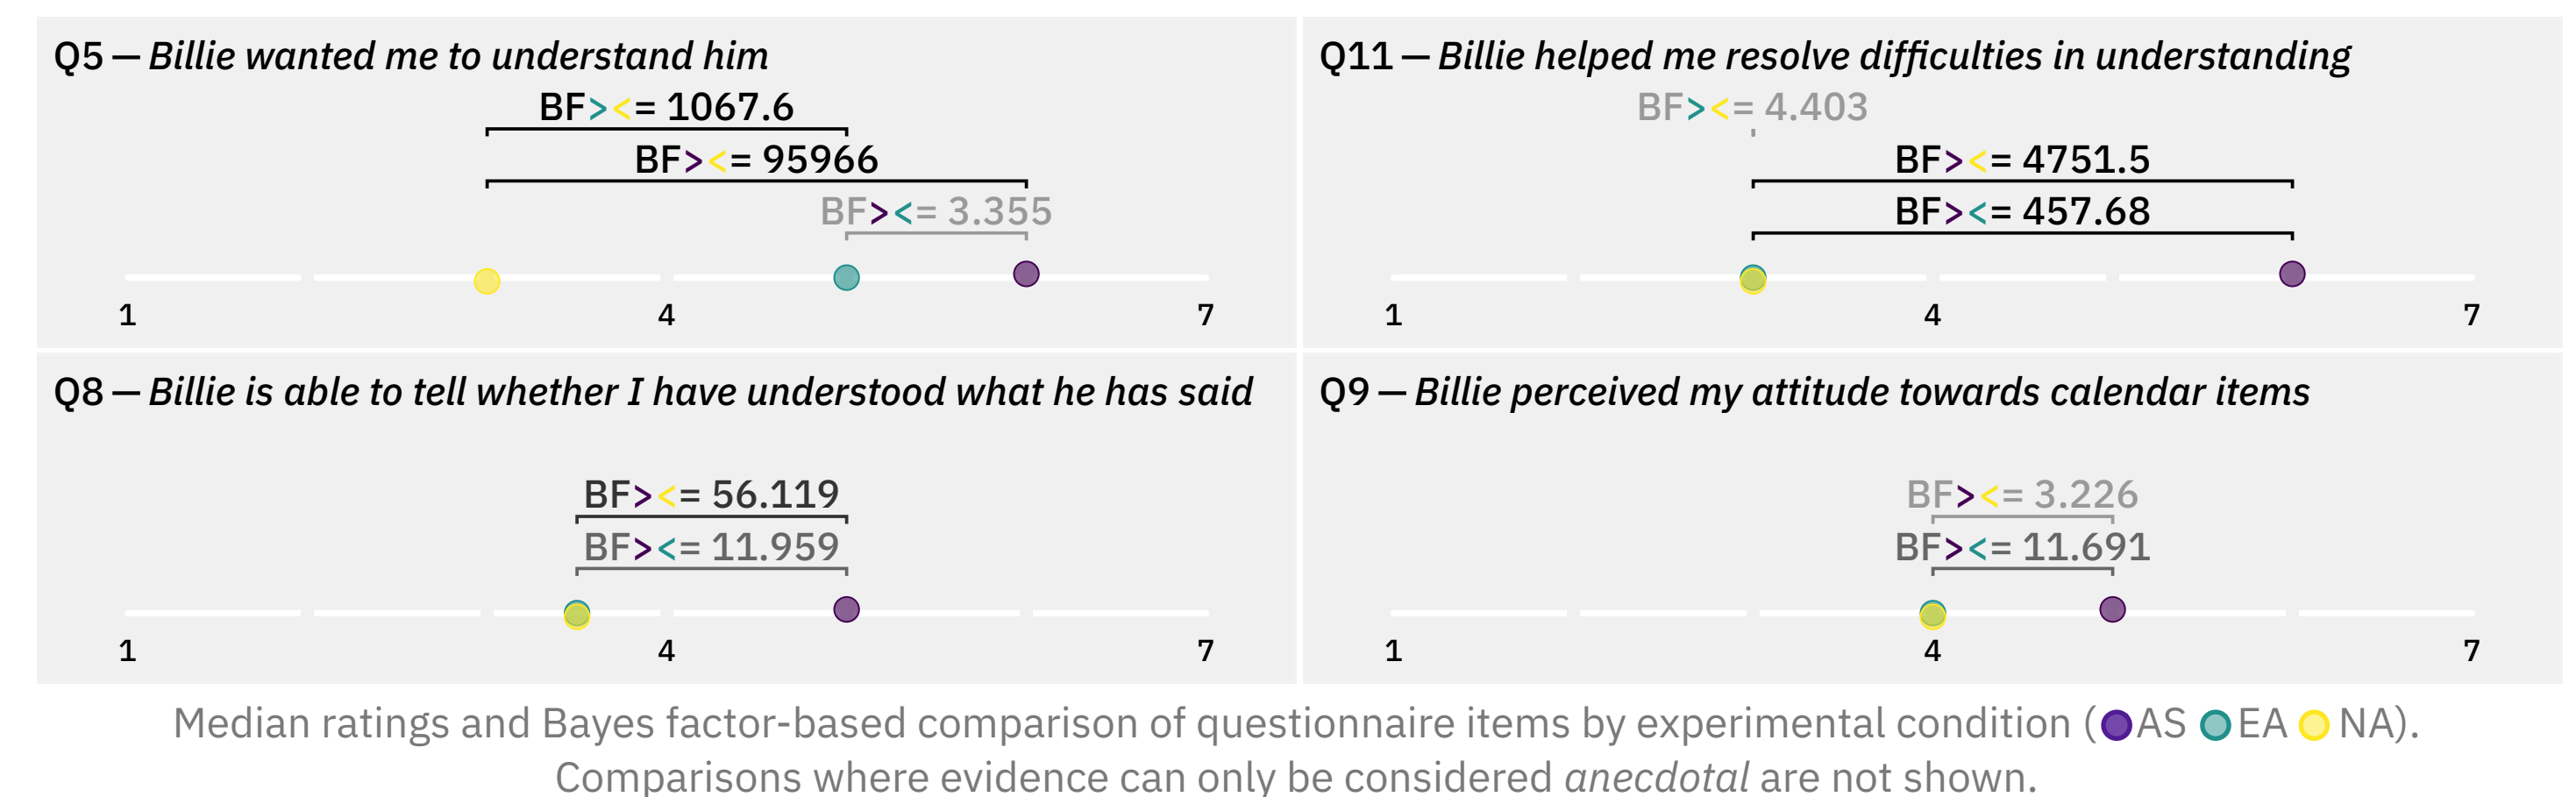 Q5 — Billie wanted me to understand him
BF><= 1067.6
BF><= 95966
BF><= 3.355
1 4 7
Q11 — Billie helped me resolve difficulties in understanding
BF><= 4.403
BF><= 4751.5
BF><= 457.68
1 4 7
Q8 — Billie is able to tell whether I have understood what he has said
BF><= 56.119
BF><= 11.959
1 4 7
Q9 — Billie perceived my attitude towards calendar items
BF><= 3.226
BF><= 11.691
1 4 7
Median ratings and Bayes factor-based comparison of questionnaire items by experimental condition (AS EA NA).
Comparisons where evidence can only be considered anecdotal are not shown.